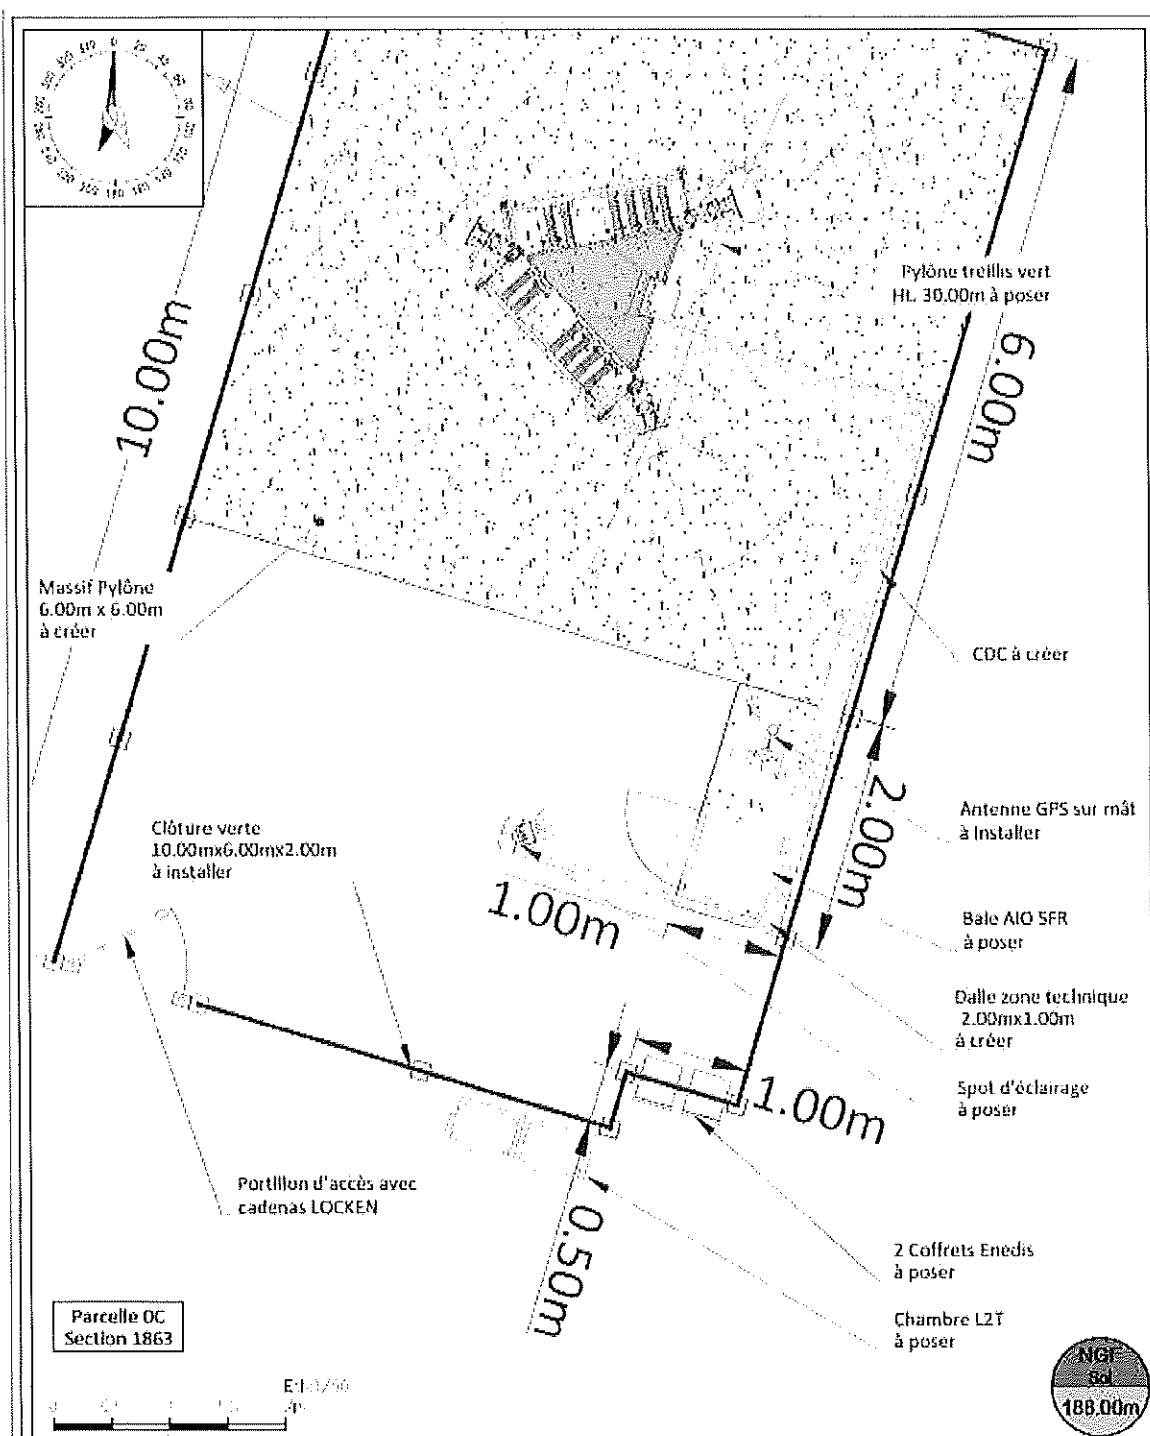 Pylône treillis vert
Ht. 30.00m à poser
10.00m
6.00m
Massif Pylône
6.00m x 6.00m
à créer
CDC à créer
2.00m
Antenne GPS sur mât
à installer
Clôture verte
10.00mx6.00mx2.00m
à installer
1.00m
Baie AIO SFR
à poser
Dalle zone technique
2.00mx1.00m
à créer
Spot d'éclairage
à poser
1.00m
Portillon d'accès avec
cadenas LOCKEN
0.50m
2 Coffrets Enedis
à poser
Chambre L2T
à poser
Parcelle 0C
Section 1863
NGF
Sol
188.00m